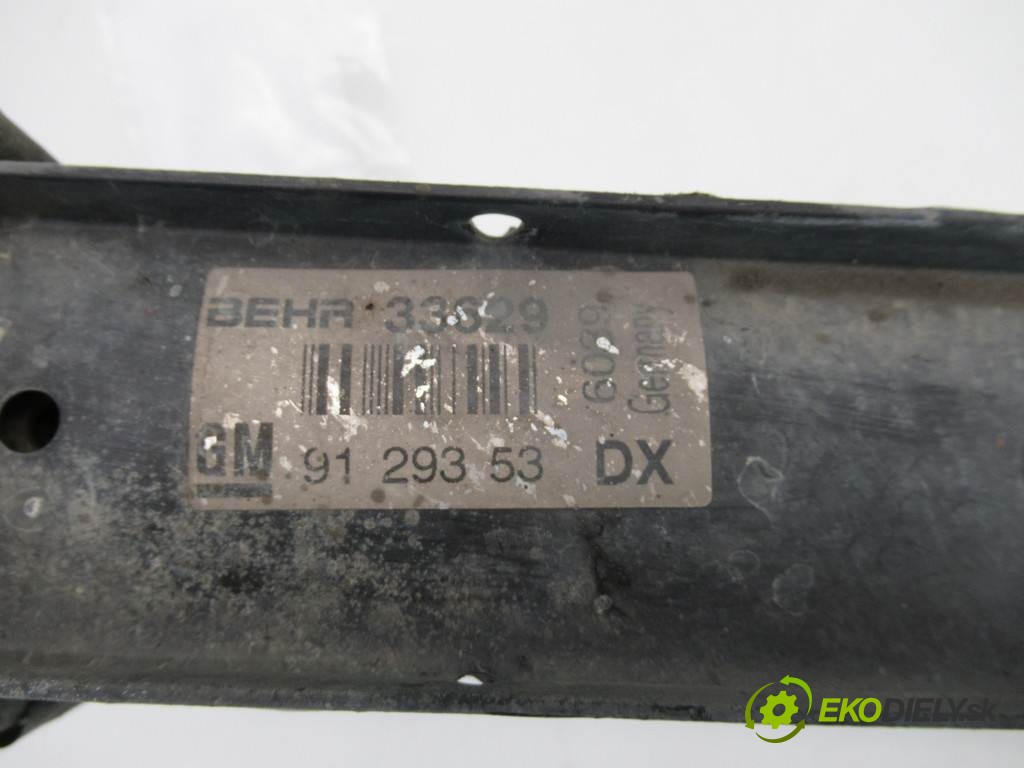 BEHR 33629
6039
Germany
GM 91 293 53 DX
EKODIELY.sk